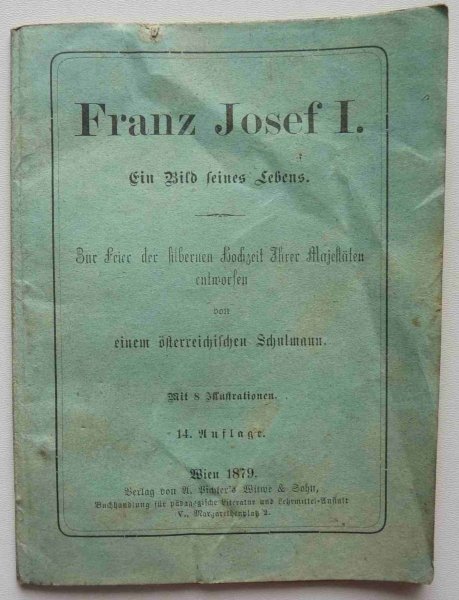 Franz Josef I.
Ein Bild seines Lebens.
Zur Feier der silbernen Hochzeit Ihrer Majestäten
entworfen
von
einem österreichischen Schulmann.
Mit 8 Illustrationen.
14. Auflage.
Wien 1879.
Verlag von A. Pichler's Witwe & Sohn,
Buchhandlung für pädagogische Literatur und Lehrmittel-Anstalt
V., Margarethenplatz 2.